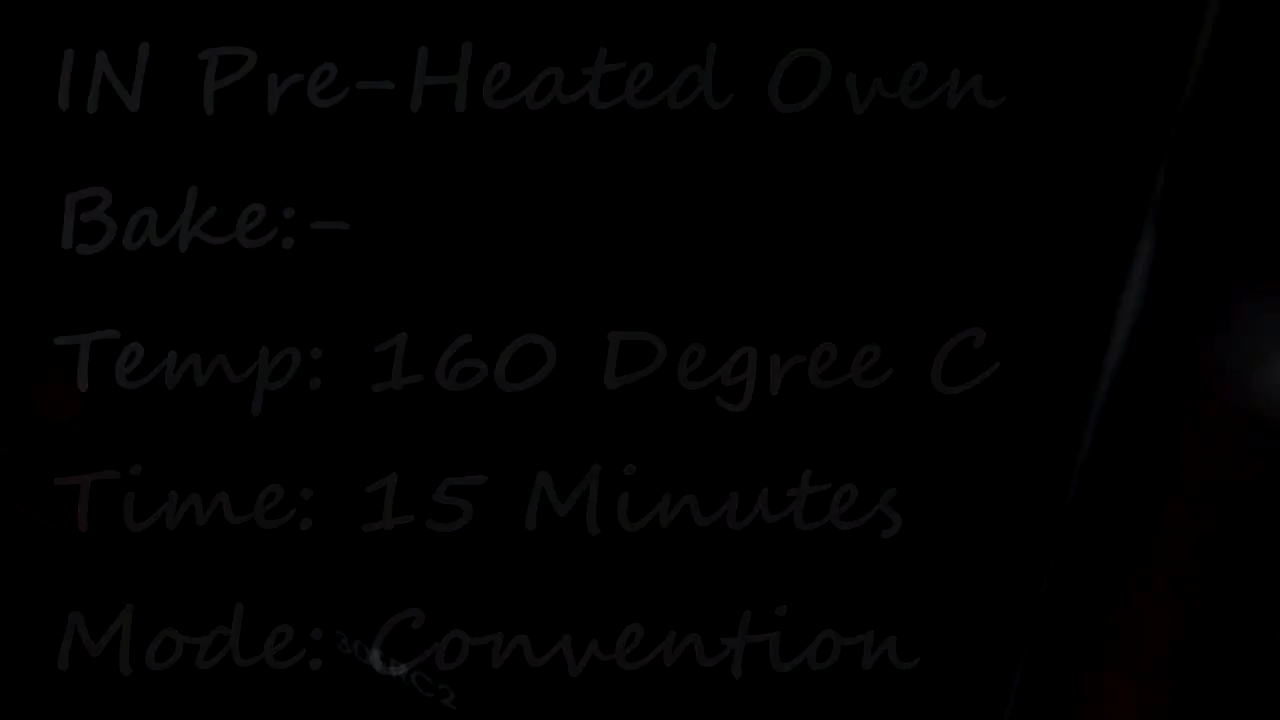 IN Pre-Heated Oven
Bake:-
Temp: 160 Degree C
Time: 15 Minutes
Mode: Convention